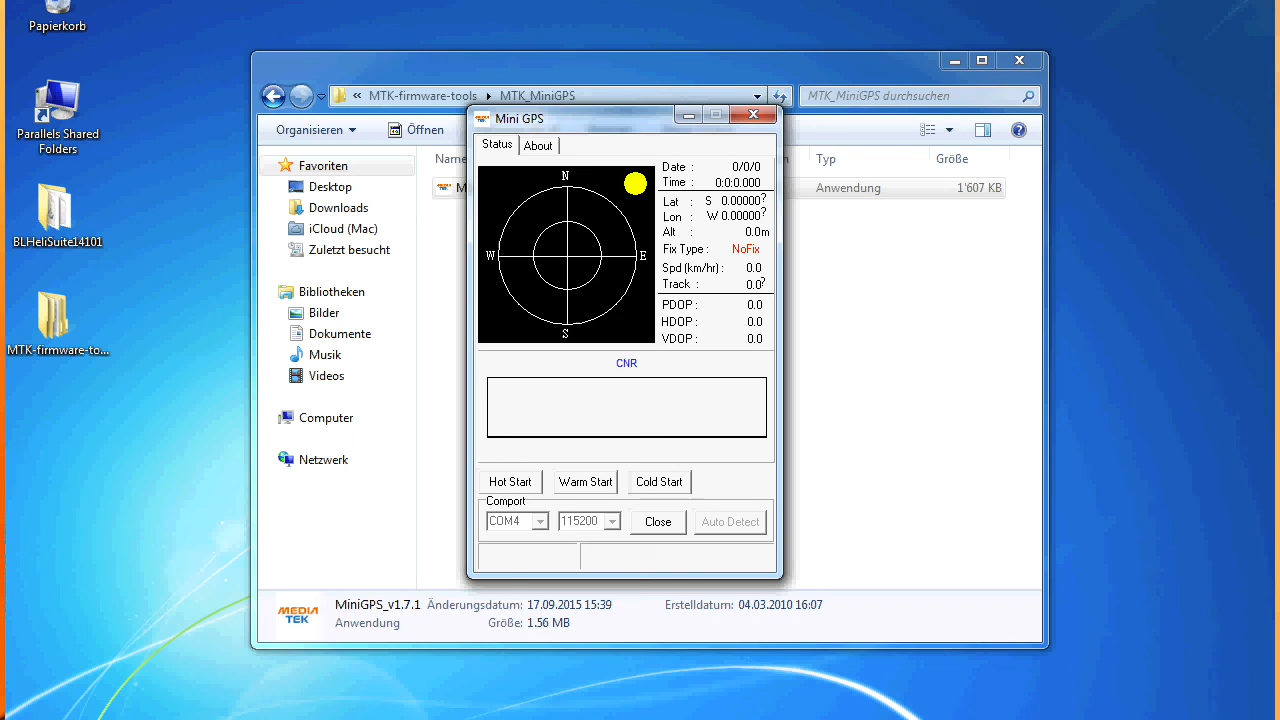 Papierkorb
Parallels Shared
Folders
BLHeliSuite14101
MTK-firmware-to...
« MTK-firmware-tools MTK_MiniGPS
MTK_MiniGPS durchsuchen
Organisieren
Öffnen
Favoriten
Desktop
Downloads
iCloud (Mac)
Zuletzt besucht
Bibliotheken
Bilder
Dokumente
Musik
Videos
Computer
Netzwerk
Name
Typ
Größe
Anwendung
1'607 KB
MEDIA TEK
Mini GPS
Status
About
N
W
E
S
Date : 0/0/0
Time : 0:0:0.000
Lat : S 0.00000?
Lon : W 0.00000?
Alt : 0.0m
Fix Type : NoFix
Spd (km/hr) : 0.0
Track : 0.0?
PDOP : 0.0
HDOP : 0.0
VDOP : 0.0
CNR
Hot Start
Warm Start
Cold Start
Comport
COM4
115200
Close
Auto Detect
MEDIA
TEK
MiniGPS_v1.7.1 Änderungsdatum: 17.09.2015 15:39 Erstelldatum: 04.03.2010 16:07
Anwendung Größe: 1.56 MB